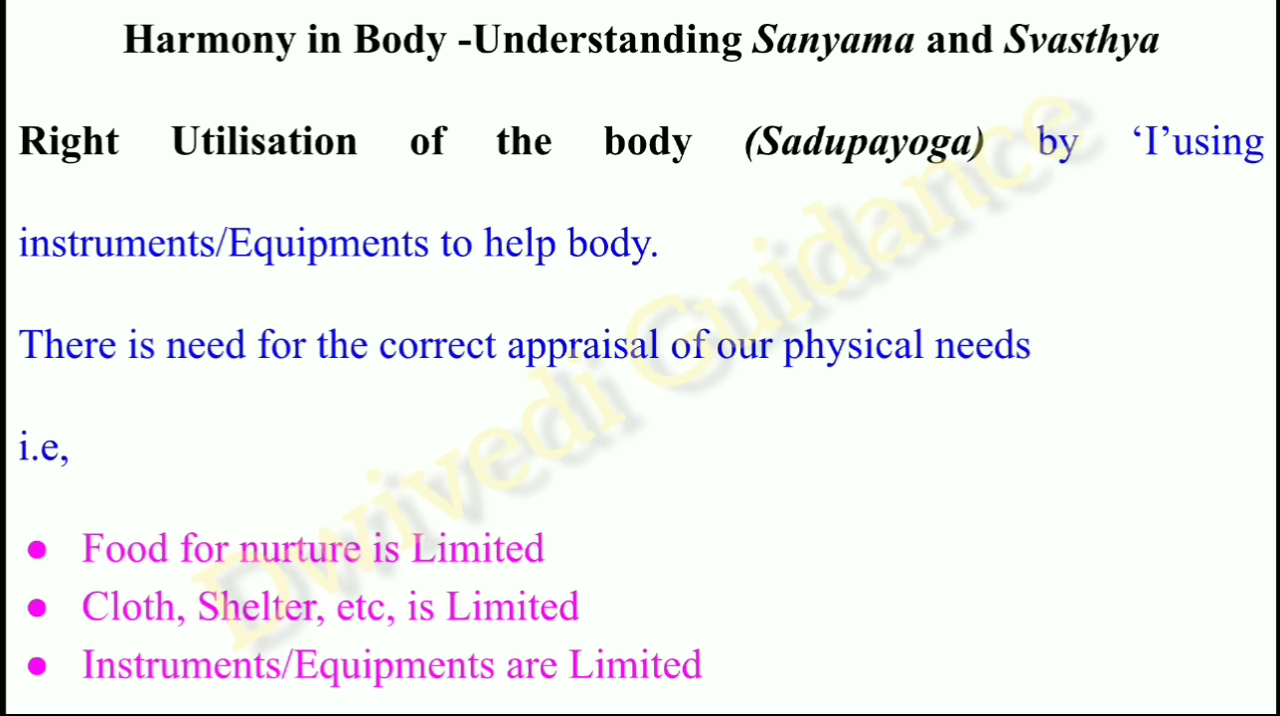 Harmony in Body -Understanding Sanyama and Svasthya
Right Utilisation of the body (Sadupayoga) by ‘I’using
instruments/Equipments to help body.
There is need for the correct appraisal of our physical needs
i.e,
● Food for nurture is Limited
● Cloth, Shelter, etc, is Limited
● Instruments/Equipments are Limited
Dwivedi Guidance